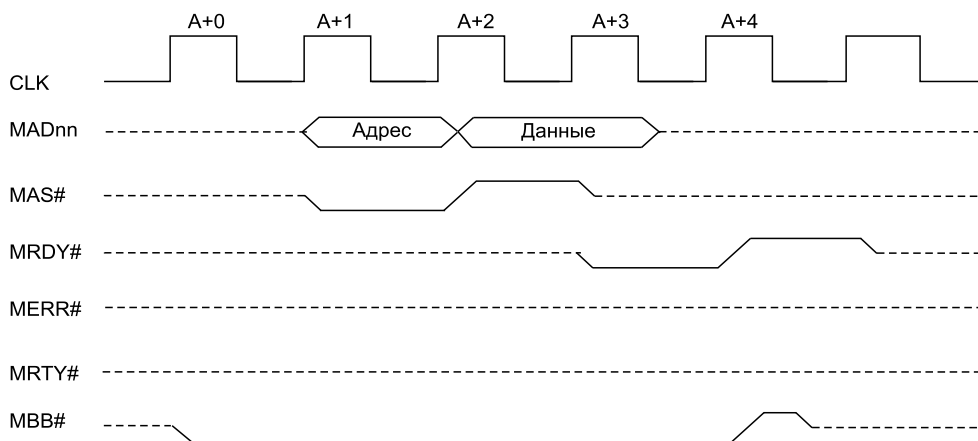 A+0 A+1 A+2 A+3 A+4
CLK
MADnn Адрес Данные
MAS#
MRDY#
MERR#
MRTY#
MBB#